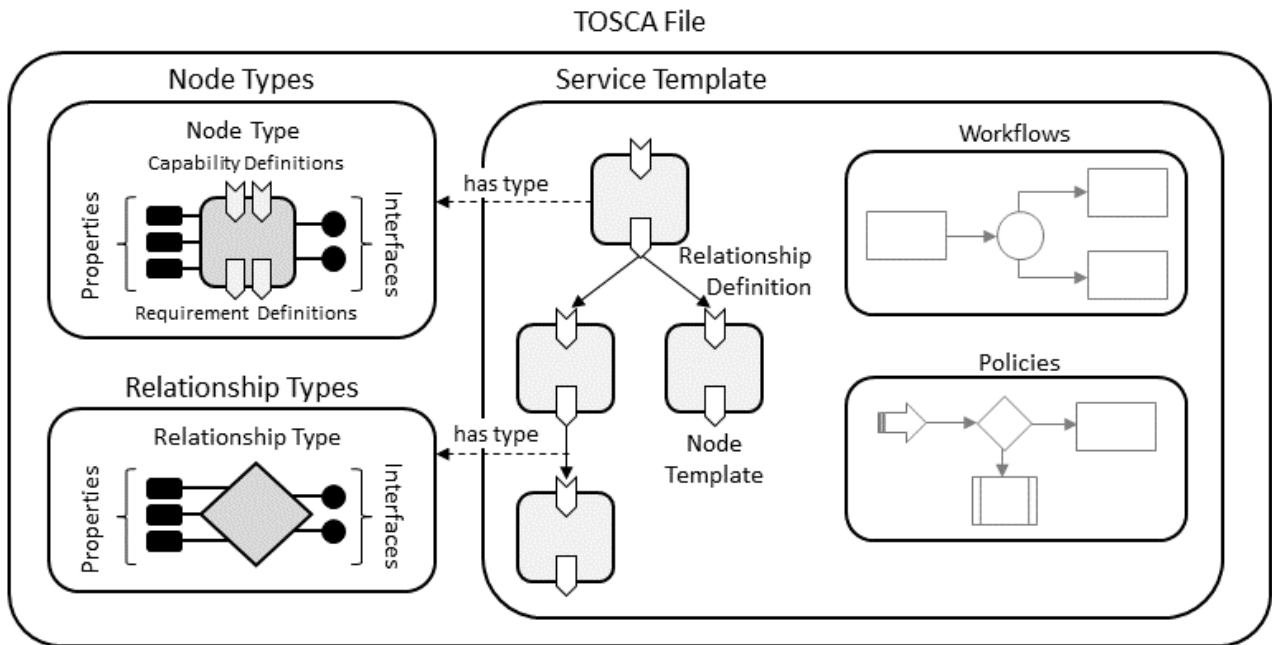 TOSCA File
Node Types
Node Type
Capability Definitions
Properties
Interfaces
Requirement Definitions
Relationship Types
Relationship Type
Properties
Interfaces
Service Template
has type
Relationship
Definition
has type
Node
Template
Workflows
Policies